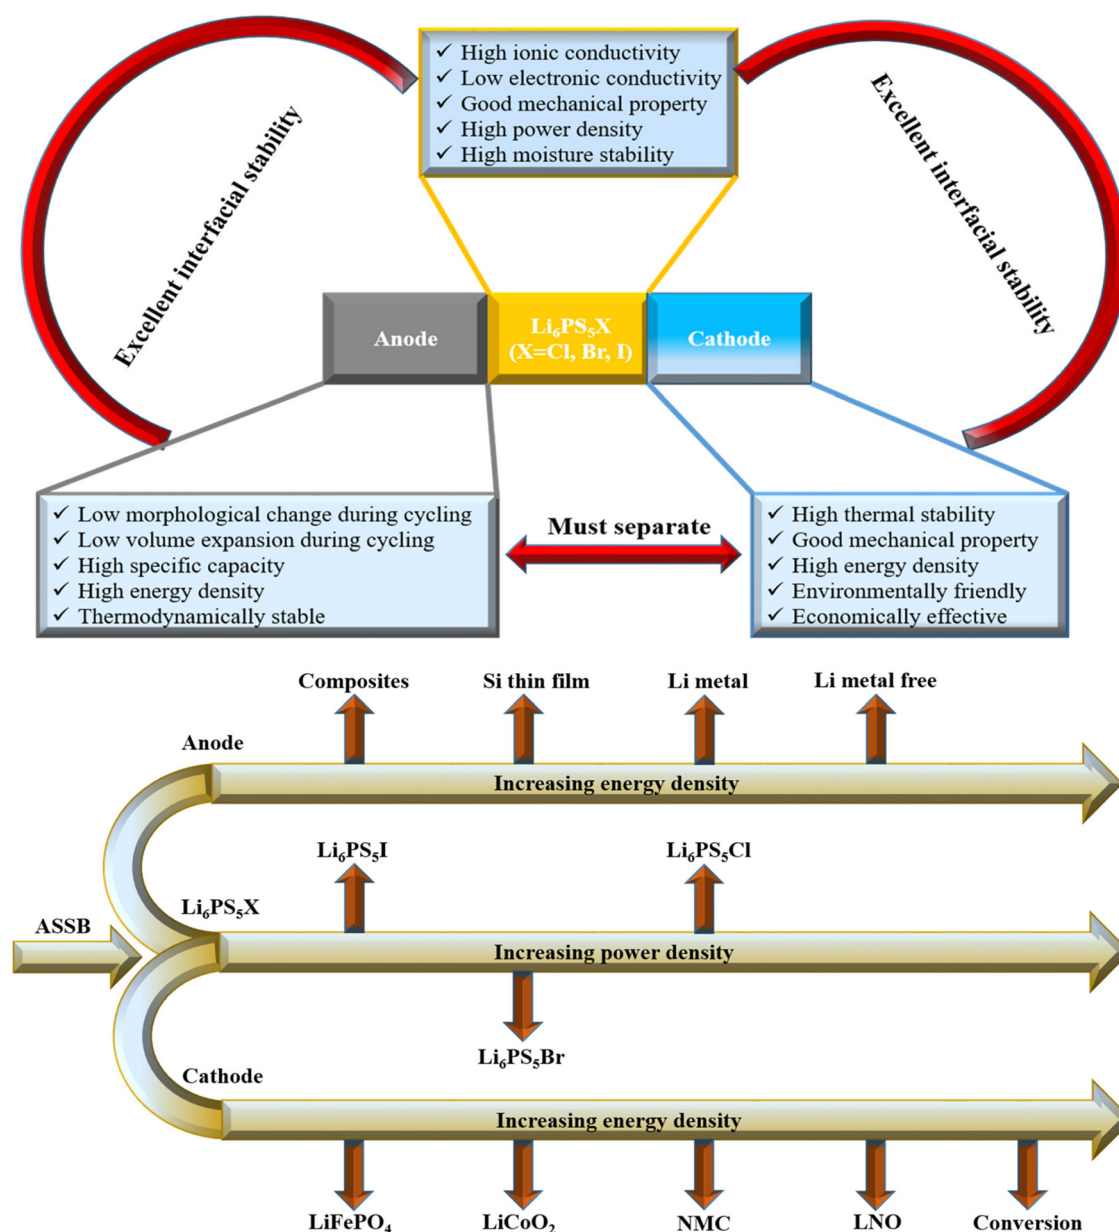 ✓ High ionic conductivity
✓ Low electronic conductivity
✓ Good mechanical property
✓ High power density
✓ High moisture stability
Excellent interfacial stability
Excellent interfacial stability
Anode
Li₆PS₅X
(X=Cl, Br, I)
Cathode
✓ Low morphological change during cycling
✓ Low volume expansion during cycling
✓ High specific capacity
✓ High energy density
✓ Thermodynamically stable
Must separate
✓ High thermal stability
✓ Good mechanical property
✓ High energy density
✓ Environmentally friendly
✓ Economically effective
Composites
Si thin film
Li metal
Li metal free
Anode
Increasing energy density
Li₆PS₅I
Li₆PS₅Cl
Li₆PS₅X
ASSB
Increasing power density
Li₆PS₅Br
Cathode
Increasing energy density
LiFePO₄
LiCoO₂
NMC
LNO
Conversion